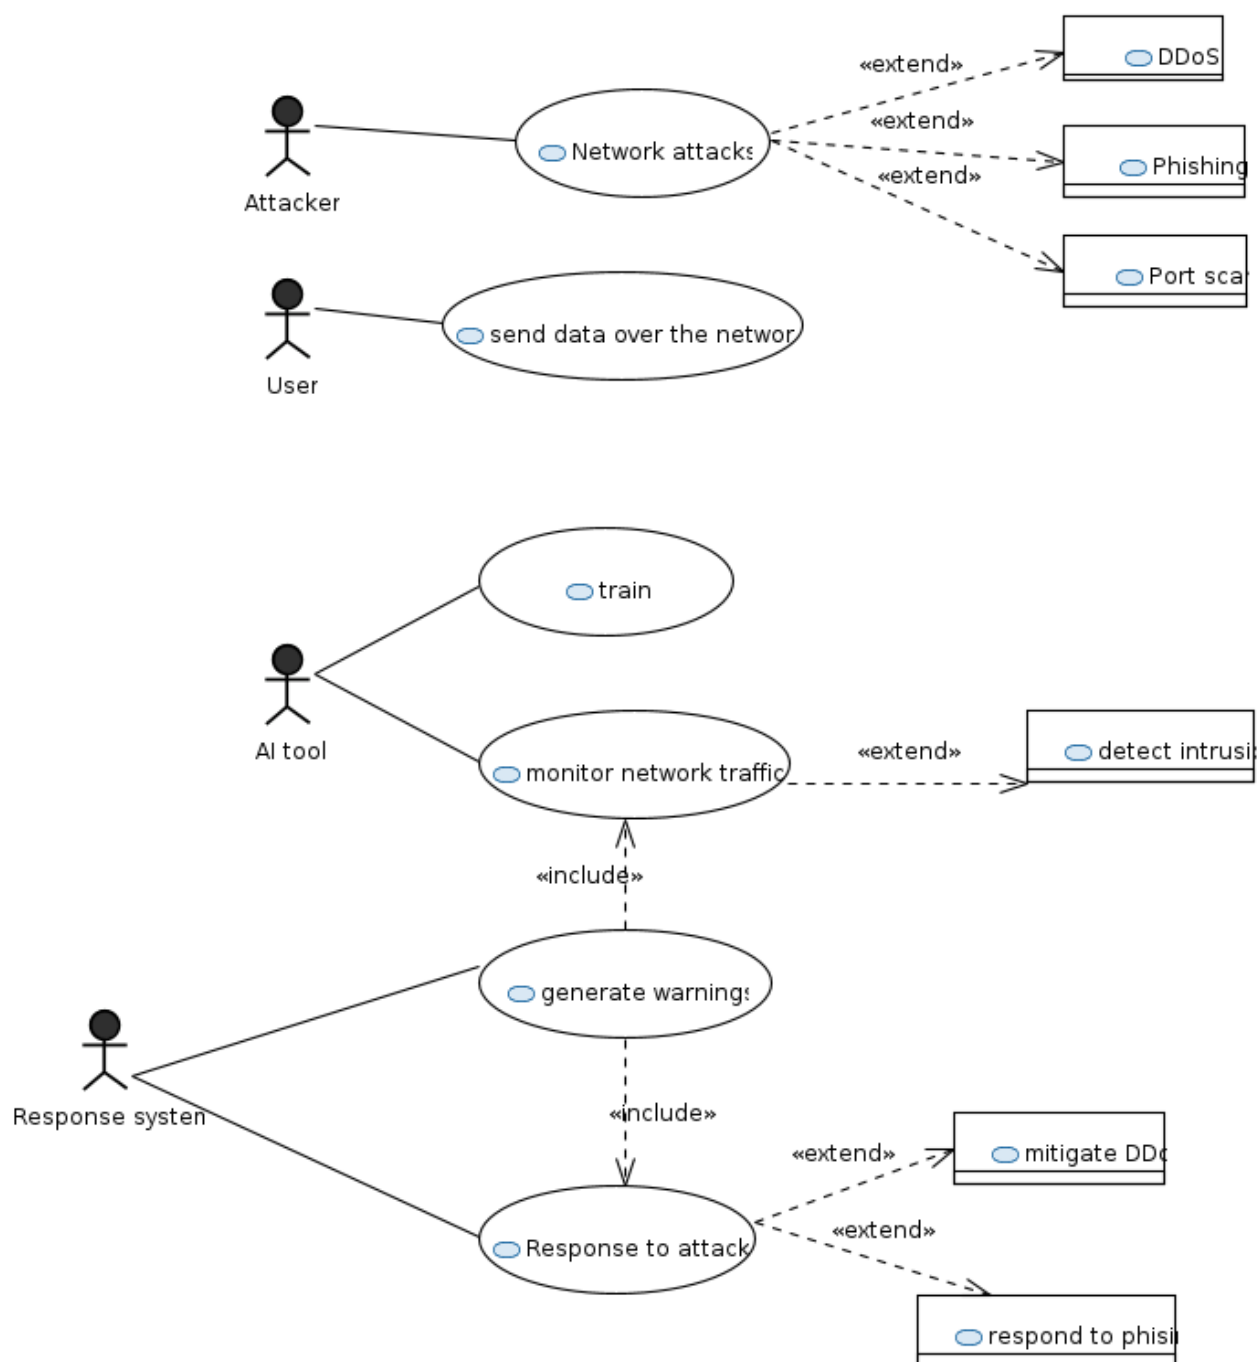 «extend»
DDoS
«extend»
Network attacks
Phishing
«extend»
Attacker
Port sca
send data over the networ
User
train
AI tool
«extend»
detect intrusi
monitor network traffic
«include»
generate warnings
Response system
«include»
«extend»
mitigate DDo
«extend»
Response to attack
respond to phisi